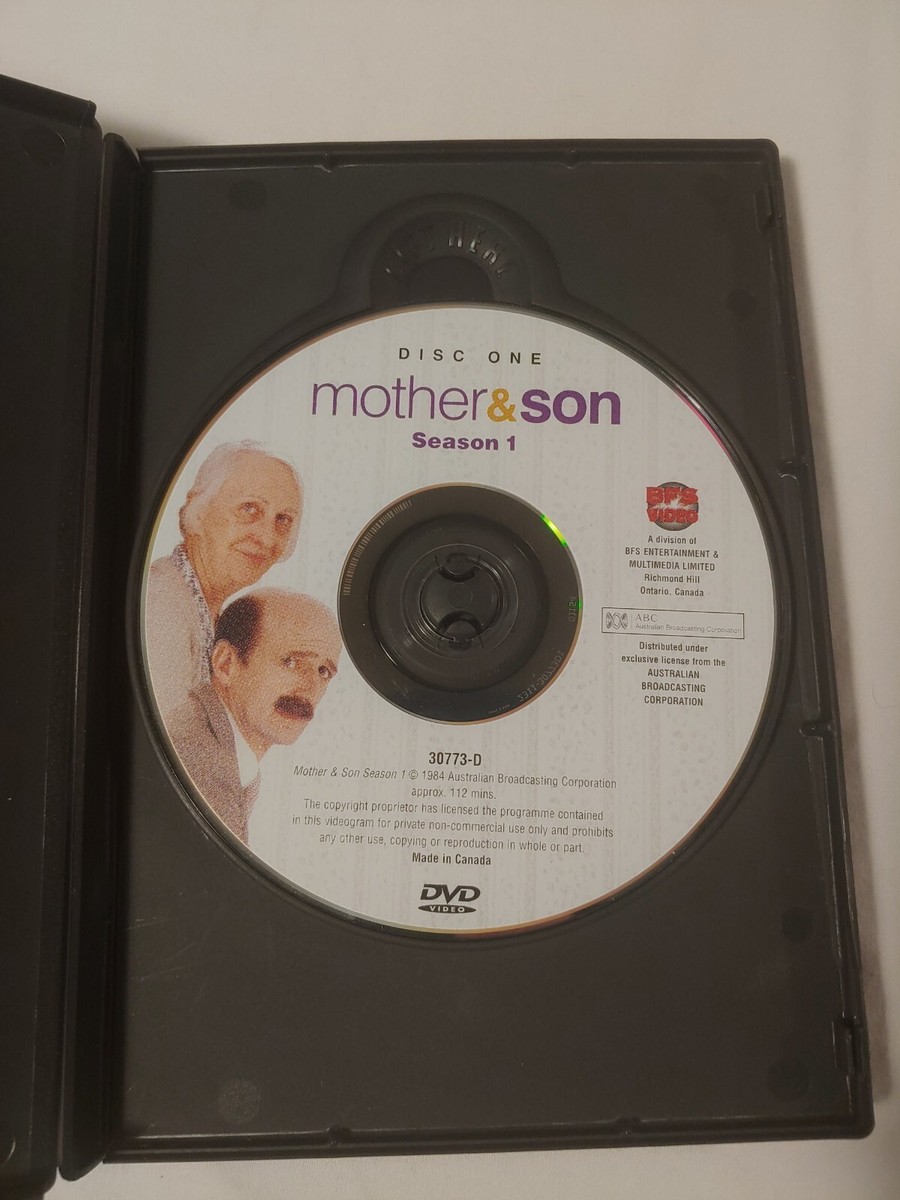 DISC ONE
mother&son
Season 1
BFS
VIDEO
A division of
BFS ENTERTAINMENT &
MULTIMEDIA LIMITED
Richmond Hill
Ontario, Canada
ABC
Australian Broadcasting Corporation
Distributed under
exclusive license from the
AUSTRALIAN
BROADCASTING
CORPORATION
30773-D
Mother & Son Season 1 © 1984 Australian Broadcasting Corporation
approx. 112 mins.
The copyright proprietor has licensed the programme contained
in this videogram for private non-commercial use only and prohibits
any other use, copying or reproduction in whole or part.
Made in Canada
DVD
VIDEO